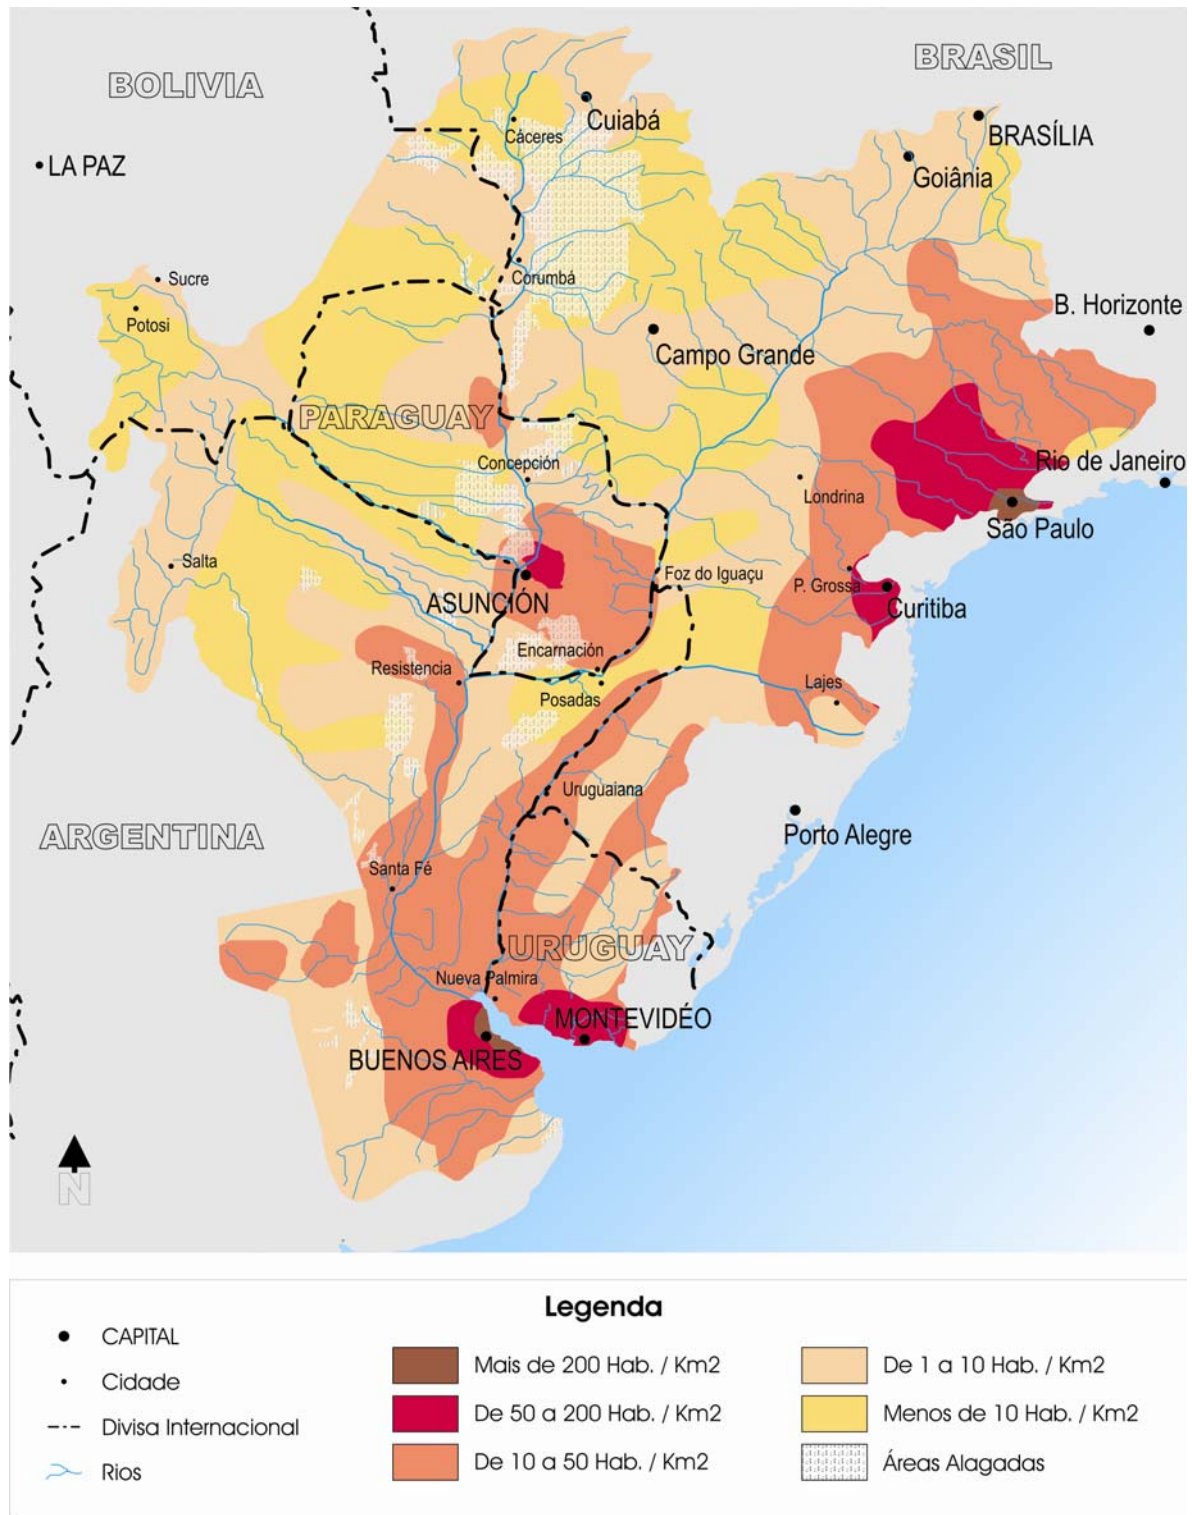 BOLIVIA
BRASIL
Cuiabá
Cáceres
BRASÍLIA
LA PAZ
Goiânia
Sucre
Corumbá
Potosi
B. Horizonte
Campo Grande
PARAGUAY
Concepción
Rio de Janeiro
Londrina
São Paulo
Salta
Foz do Iguaçu
P. Grossa
ASUNCIÓN
Curitiba
Encarnación
Resistencia
Posadas
Lajes
Uruguaiana
ARGENTINA
Porto Alegre
Santa Fé
URUGUAY
Nueva Palmira
MONTEVIDÉO
BUENOS AIRES
N
Legenda
CAPITAL
Cidade
Divisa Internacional
Rios
Mais de 200 Hab. / Km2
De 50 a 200 Hab. / Km2
De 10 a 50 Hab. / Km2
De 1 a 10 Hab. / Km2
Menos de 10 Hab. / Km2
Áreas Alagadas